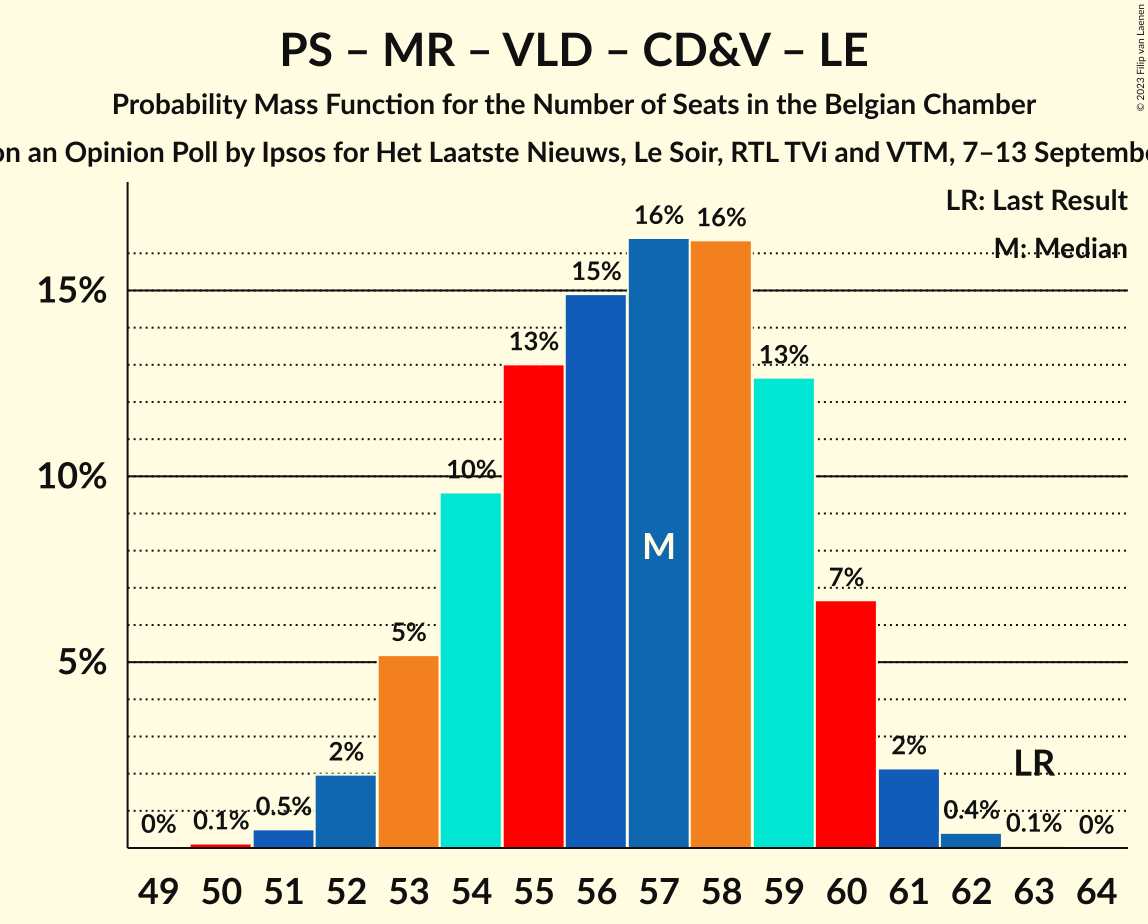 PS – MR – VLD – CD&V – LE
Probability Mass Function for the Number of Seats in the Belgian Chamber
on an Opinion Poll by Ipsos for Het Laatste Nieuws, Le Soir, RTL TVi and VTM, 7–13
© 2023 Filip van Laenen
LR: Last Result
M: Median
16% 16%
15%
15%
13%
13%
10%
10%
M
7%
5%
5%
2%
2%
LR
0% 0.1% 0.5% 0.4% 0.1% 0%
49 50 51 52 53 54 55 56 57 58 59 60 61 62 63 64